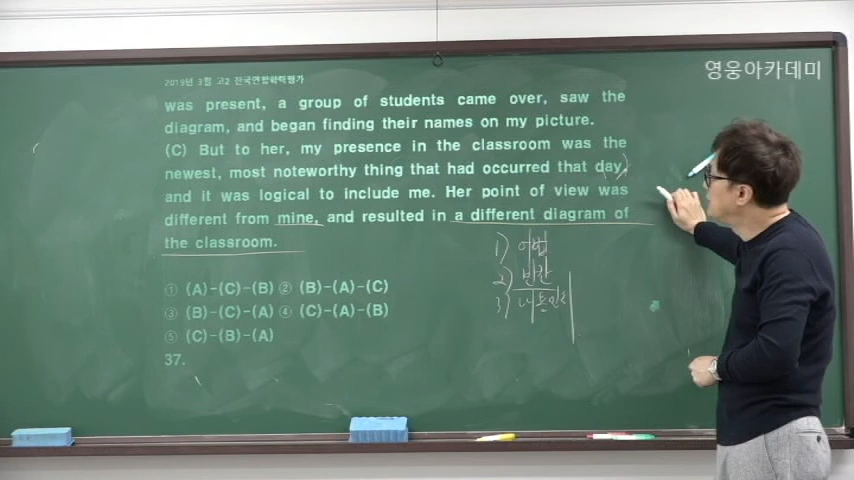 영웅아카데미
2019년 3월 고2 전국연합학력평가
was present, a group of students came over, saw the
diagram, and began finding their names on my picture.
(C) But to her, my presence in the classroom was the
newest, most noteworthy thing that had occurred that day,
and it was logical to include me. Her point of view was
different from mine, and resulted in a different diagram of
the classroom.
1) 어법
2) 빈칸
3)
① (A)-(C)-(B) ② (B)-(A)-(C)
③ (B)-(C)-(A) ④ (C)-(A)-(B)
⑤ (C)-(B)-(A)
37.